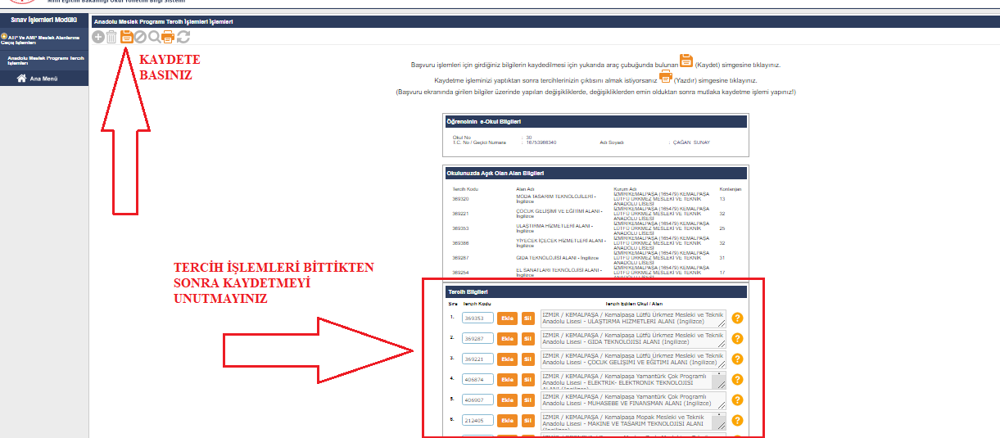 Milli Eğitim Bakanlığı Okul Yönetim Bilgi Sistemi
Sınav İşlemleri Modülü
Anadolu Meslek Programı Tercih İşlemleri İşlemleri
ATP Ve AMP Meslek Alanlarına
Geçiş İşlemleri
Anadolu Meslek Programı Tercih
İşlemleri
Ana Menü
KAYDETE
BASINIZ
Başvuru işlemleri için girdiğiniz bilgilerin kaydedilmesi için yukarıda araç çubuğunda bulunan (Kaydet) simgesine tıklayınız.
Kaydetme işleminizi yaptıktan sonra tercihlerinizin çıktısını almak istiyorsanız (Yazdır) simgesine tıklayınız.
(Başvuru ekranında girilen bilgiler üzerinde yapılan değişikliklerde, değişikliklerden emin olduktan sonra mutlaka kaydetme işlemi yapınız!)
Öğrencinin e-Okul Bilgileri
Okul No : 30
T.C. No / Geçici Numara : 16753966340 Adı Soyadı : ÇAĞAN SUNAY
Okulunuzda Açık Olan Alan Bilgileri
Tercih Kodu Alan Adı Kurum Adı Kontenjan
369320 MODA TASARIM TEKNOLOJİLERİ - İngilizce İZMİR/KEMALPAŞA (165479) KEMALPAŞA LÜTFÜ ÜRKMEZ MESLEKİ VE TEKNİK ANADOLU LİSESİ 13
369221 ÇOCUK GELİŞİMİ VE EĞİTİMİ ALANI - İngilizce İZMİR/KEMALPAŞA (165479) KEMALPAŞA LÜTFÜ ÜRKMEZ MESLEKİ VE TEKNİK ANADOLU LİSESİ 32
369353 ULAŞTIRMA HİZMETLERİ ALANI - İngilizce İZMİR/KEMALPAŞA (165479) KEMALPAŞA LÜTFÜ ÜRKMEZ MESLEKİ VE TEKNİK ANADOLU LİSESİ 25
369386 YİYECEK İÇECEK HİZMETLERİ ALANI - İngilizce İZMİR/KEMALPAŞA (165479) KEMALPAŞA LÜTFÜ ÜRKMEZ MESLEKİ VE TEKNİK ANADOLU LİSESİ 32
369287 GIDA TEKNOLOJİSİ ALANI - İngilizce İZMİR/KEMALPAŞA (165479) KEMALPAŞA LÜTFÜ ÜRKMEZ MESLEKİ VE TEKNİK ANADOLU LİSESİ 31
369254 EL SANATLARI TEKNOLOJİSİ ALANI - İngilizce İZMİR/KEMALPAŞA (165479) KEMALPAŞA LÜTFÜ ÜRKMEZ MESLEKİ VE TEKNİK ANADOLU LİSESİ 17
TERCİH İŞLEMLERİ BİTTİKTEN
SONRA KAYDETMEYİ
UNUTMAYINIZ
Tercih Bilgileri
Sıra Tercih Kodu Tercih Edilen Okul / Alan
1. 369353 Ekle Sil İZMİR / KEMALPAŞA / Kemalpaşa Lütfü Ürkmez Mesleki ve Teknik
Anadolu Lisesi - ULAŞTIRMA HİZMETLERİ ALANI (İngilizce) ?
2. 369287 Ekle Sil İZMİR / KEMALPAŞA / Kemalpaşa Lütfü Ürkmez Mesleki ve Teknik
Anadolu Lisesi - GIDA TEKNOLOJİSİ ALANI (İngilizce) ?
3. 369221 Ekle Sil İZMİR / KEMALPAŞA / Kemalpaşa Lütfü Ürkmez Mesleki ve Teknik
Anadolu Lisesi - ÇOCUK GELİŞİMİ VE EĞİTİMİ ALANI (İngilizce) ?
4. 406874 Ekle Sil İZMİR / KEMALPAŞA / Kemalpaşa Yamantürk Çok Programlı
Anadolu Lisesi - ELEKTRİK- ELEKTRONİK TEKNOLOJİSİ
ALANI (İngilizce) ?
5. 406907 Ekle Sil İZMİR / KEMALPAŞA / Kemalpaşa Yamantürk Çok Programlı
Anadolu Lisesi - MUHASEBE VE FİNANSMAN ALANI (İngilizce) ?
6. 212405 Ekle Sil İZMİR / KEMALPAŞA / Kemalpaşa Mopak Mesleki ve Teknik
Anadolu Lisesi - MAKİNE VE TASARIM TEKNOLOJİSİ ALANI
(İngilizce) ?